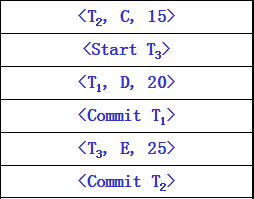 <T₂, C, 15>
<Start T₃>
<T₁, D, 20>
<Commit T₁>
<T₃, E, 25>
<Commit T₂>